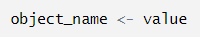 object_name <- value